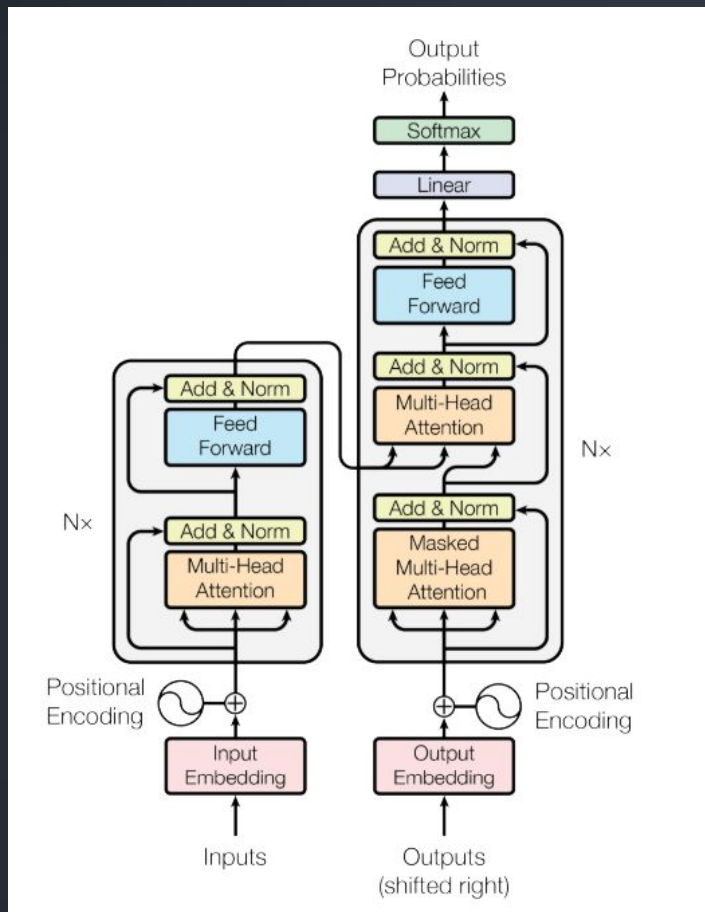 Output
Probabilities
Softmax
Linear
Add & Norm
Feed
Forward
Add & Norm
Multi-Head
Attention
Nx
Add & Norm
Masked
Multi-Head
Attention
Add & Norm
Feed
Forward
Nx
Add & Norm
Multi-Head
Attention
Positional
Encoding
Positional
Encoding
Input
Embedding
Output
Embedding
Inputs
Outputs
(shifted right)